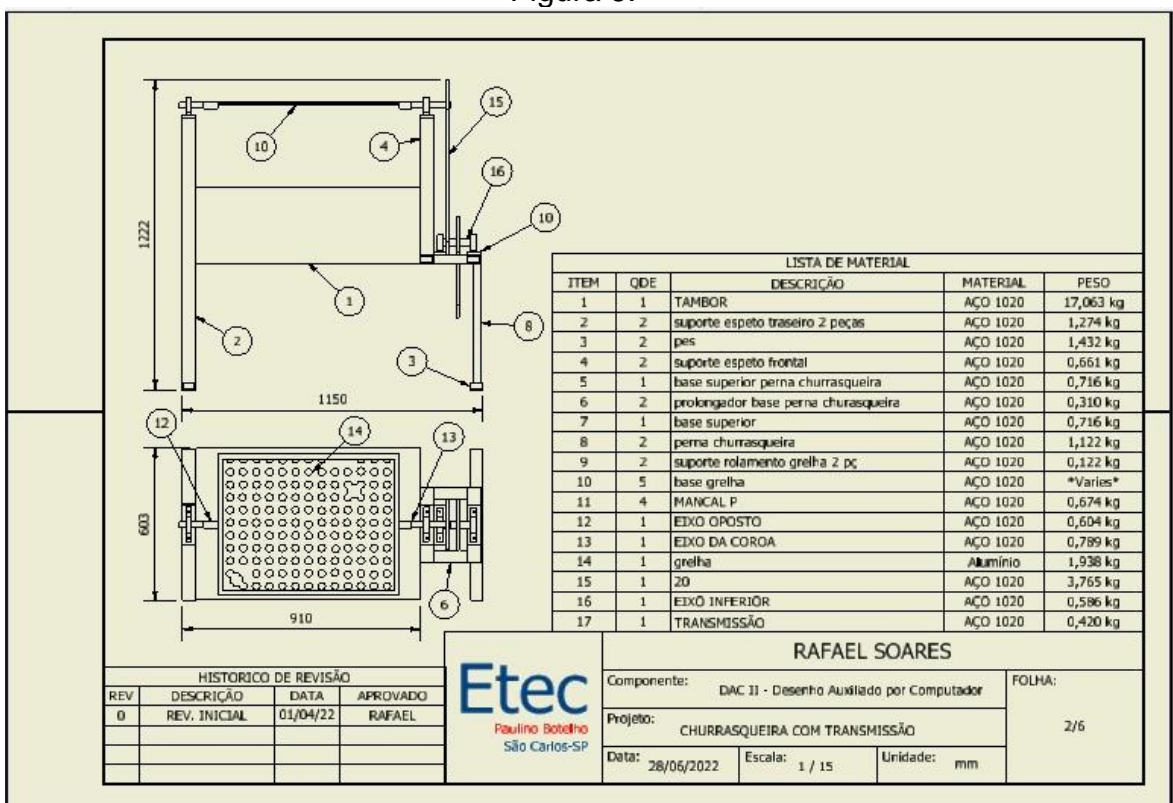 15
10
4
16
10
1222
1
8
2
3
1150
12
14
13
603
6
910
LISTA DE MATERIAL
ITEM QDE DESCRIÇÃO MATERIAL PESO
1 1 TAMBOR AÇO 1020 17,063 kg
2 2 suporte espeto traseiro 2 peças AÇO 1020 1,274 kg
3 2 pes AÇO 1020 1,432 kg
4 2 suporte espeto frontal AÇO 1020 0,661 kg
5 1 base superior perna churrasqueira AÇO 1020 0,716 kg
6 2 prolongador base perna churasqueira AÇO 1020 0,310 kg
7 1 base superior AÇO 1020 0,716 kg
8 2 perna churrasqueira AÇO 1020 1,122 kg
9 2 suporte rolamento grelha 2 pç AÇO 1020 0,122 kg
10 5 base grelha AÇO 1020 *Varies*
11 4 MANCAL P AÇO 1020 0,674 kg
12 1 EIXO OPOSTO AÇO 1020 0,604 kg
13 1 EIXO DA COROA AÇO 1020 0,789 kg
14 1 grelha Alumínio 1,938 kg
15 1 20 AÇO 1020 3,765 kg
16 1 EIXO INFERIOR AÇO 1020 0,586 kg
17 1 TRANSMISSÃO AÇO 1020 0,420 kg
HISTORICO DE REVISÃO
REV DESCRIÇÃO DATA APROVADO
0 REV. INICIAL 01/04/22 RAFAEL
Etec
Paulino Botelho
São Carlos-SP
RAFAEL SOARES
Componente: DAC II - Desenho Auxiliado por Computador
FOLHA: 2/6
Projeto: CHURRASQUEIRA COM TRANSMISSÃO
Data: 28/06/2022 Escala: 1 / 15 Unidade: mm